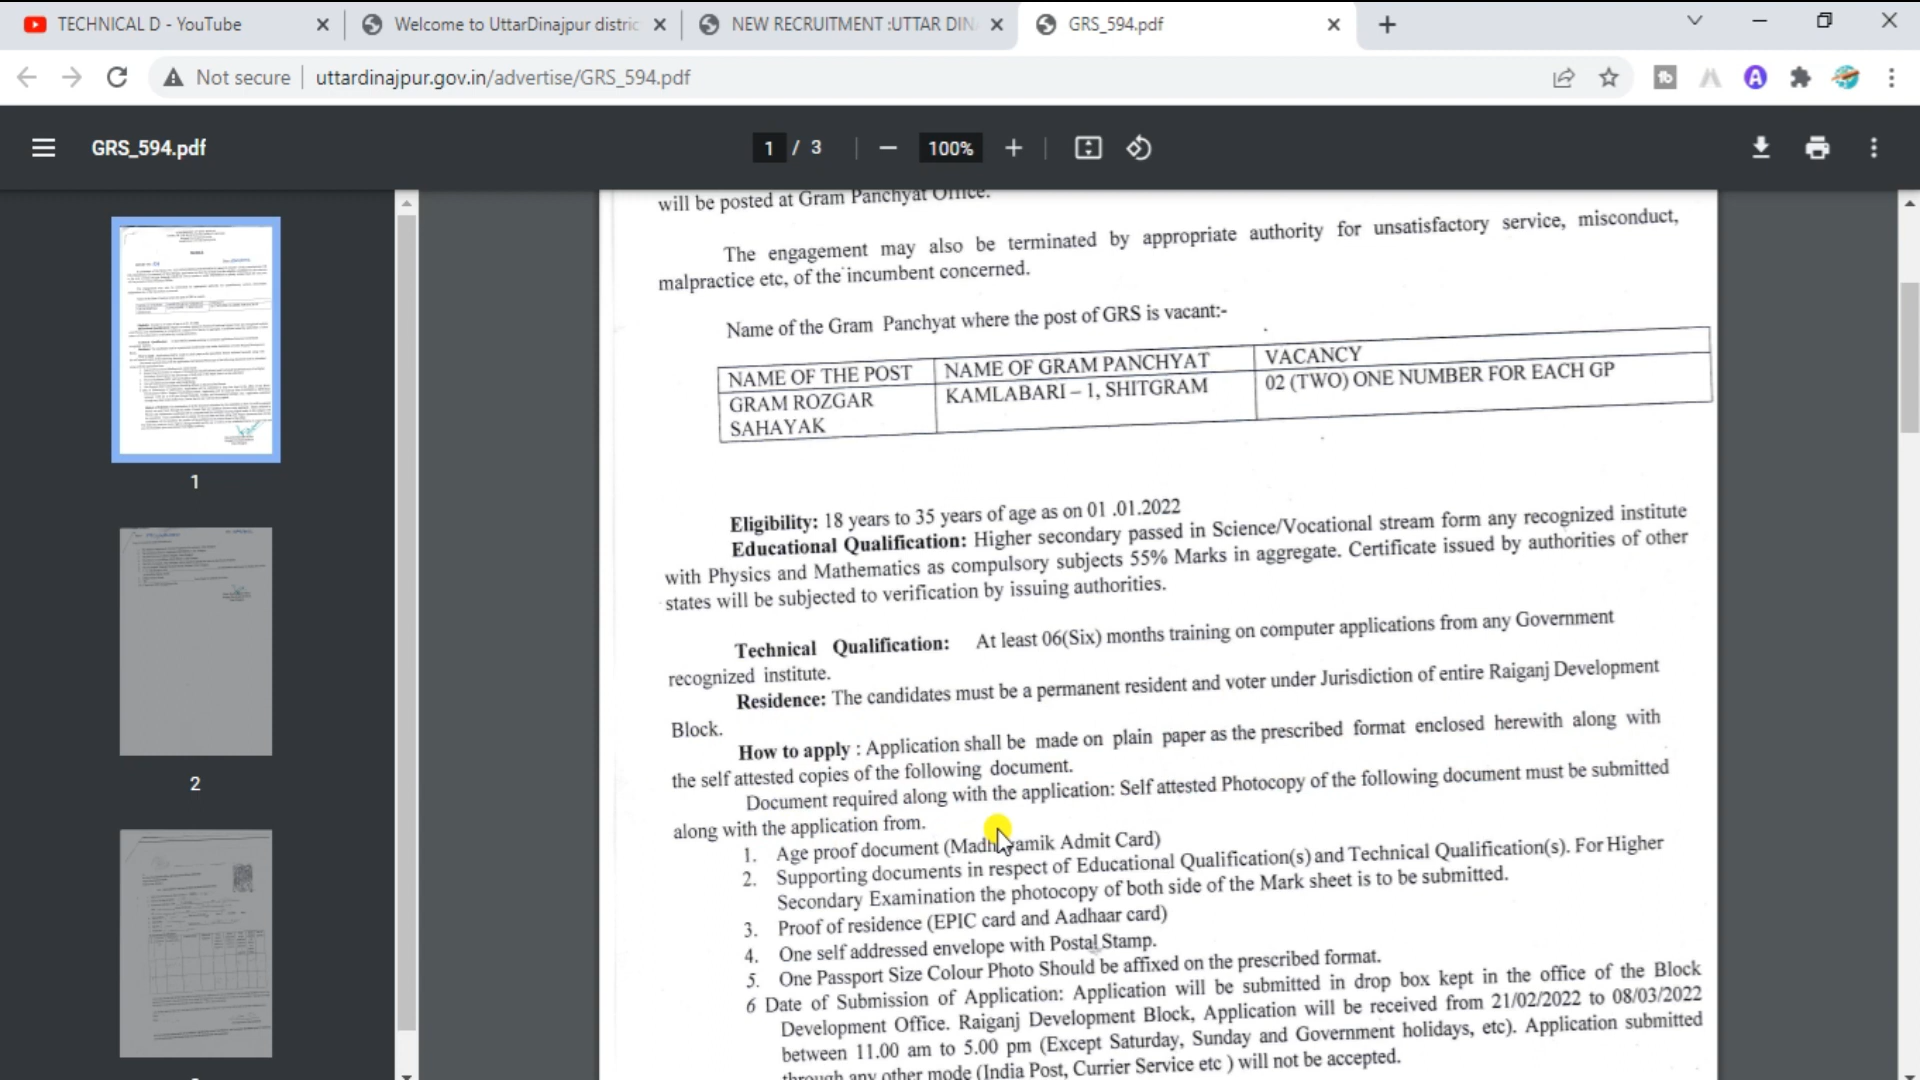 TECHNICAL D - YouTube
Welcome to UttarDinajpur distric
NEW RECRUITMENT :UTTAR DIN
GRS_594.pdf
Not secure
uttardinajpur.gov.in/advertise/GRS_594.pdf
GRS_594.pdf
1 / 3
100%
will be posted at Gram Panchyat Office.
The engagement may also be terminated by appropriate authority for unsatisfactory service, misconduct,
malpractice etc, of the incumbent concerned.
Name of the Gram Panchyat where the post of GRS is vacant:-
NAME OF THE POST NAME OF GRAM PANCHYAT VACANCY
GRAM ROZGAR KAMLABARI – 1, SHITGRAM 02 (TWO) ONE NUMBER FOR EACH GP
SAHAYAK
Eligibility: 18 years to 35 years of age as on 01 .01.2022
Educational Qualification: Higher secondary passed in Science/Vocational stream form any recognized institute
with Physics and Mathematics as compulsory subjects 55% Marks in aggregate. Certificate issued by authorities of other
states will be subjected to verification by issuing authorities.
Technical Qualification: At least 06(Six) months training on computer applications from any Government
recognized institute.
Residence: The candidates must be a permanent resident and voter under Jurisdiction of entire Raiganj Development
Block.
How to apply : Application shall be made on plain paper as the prescribed format enclosed herewith along with
the self attested copies of the following document.
Document required along with the application: Self attested Photocopy of the following document must be submitted
along with the application from.
1. Age proof document (Madhyamik Admit Card)
2. Supporting documents in respect of Educational Qualification(s) and Technical Qualification(s). For Higher
Secondary Examination the photocopy of both side of the Mark sheet is to be submitted.
3. Proof of residence (EPIC card and Aadhaar card)
4. One self addressed envelope with Postal Stamp.
5. One Passport Size Colour Photo Should be affixed on the prescribed format.
6 Date of Submission of Application: Application will be submitted in drop box kept in the office of the Block
Development Office. Raiganj Development Block, Application will be received from 21/02/2022 to 08/03/2022
between 11.00 am to 5.00 pm (Except Saturday, Sunday and Government holidays, etc). Application submitted
through any other mode (India Post, Currier Service etc ) will not be accepted.
1
2